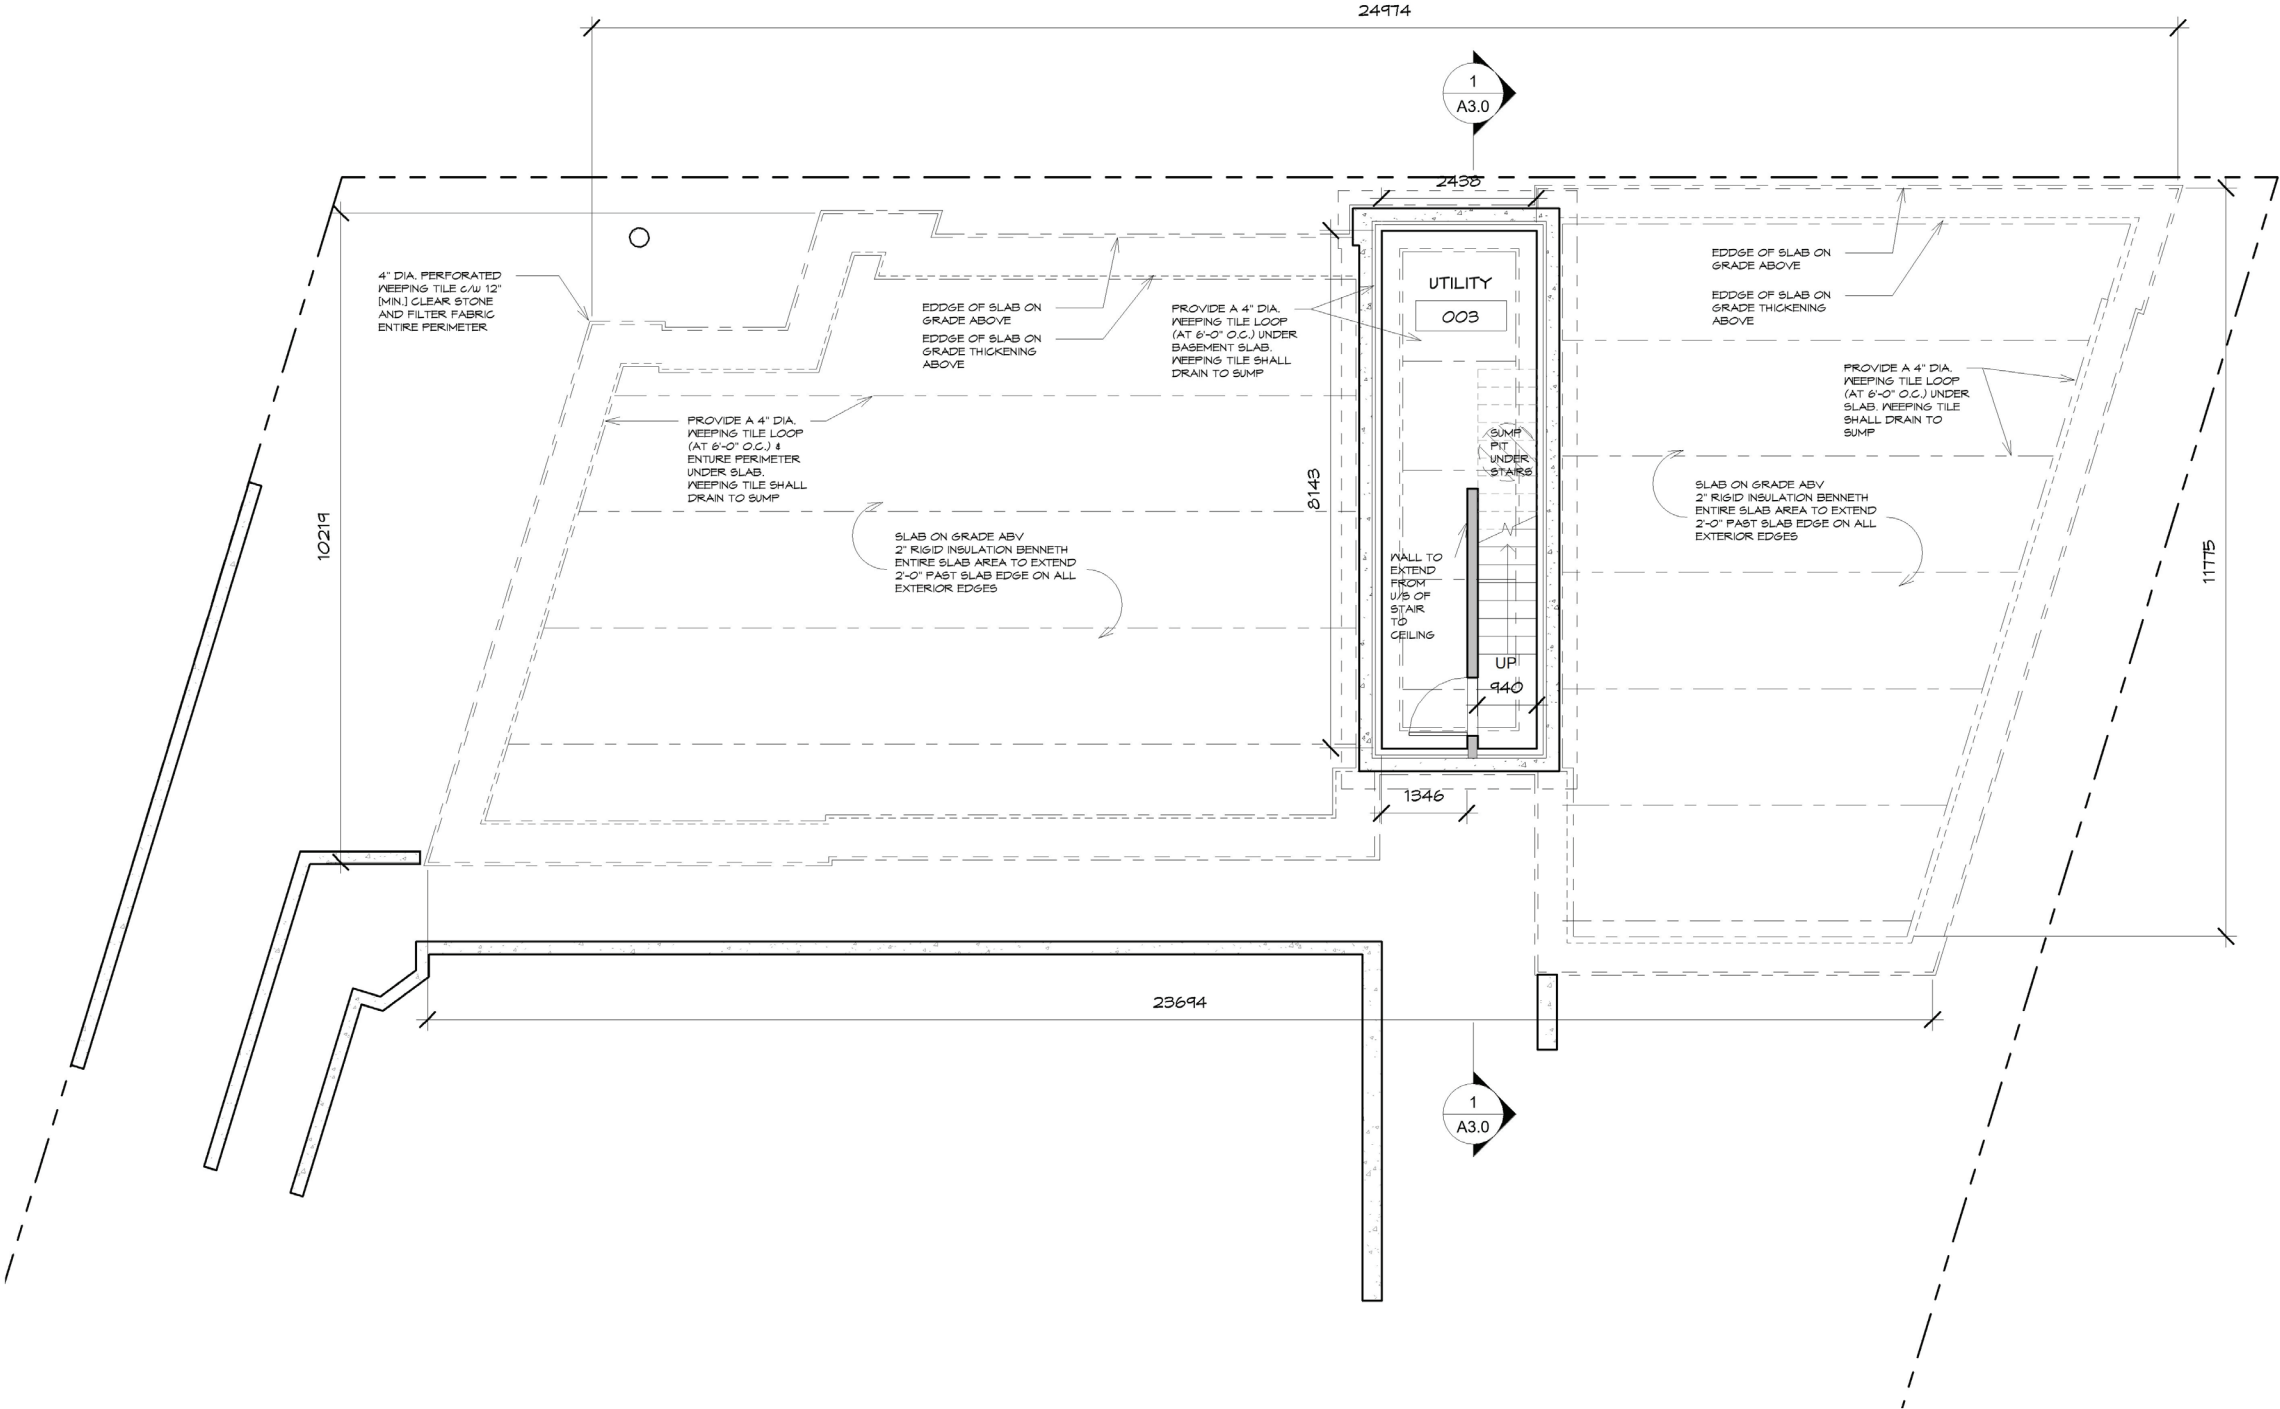 24974
1
A3.0
2438
4" DIA. PERFORATED
WEEPING TILE C/W 12"
[MIN.] CLEAR STONE
AND FILTER FABRIC
ENTIRE PERIMETER
EDDGE OF SLAB ON
GRADE ABOVE
EDDGE OF SLAB ON
GRADE THICKENING
ABOVE
PROVIDE A 4" DIA.
WEEPING TILE LOOP
(AT 6'-0" O.C.) UNDER
BASEMENT SLAB.
WEEPING TILE SHALL
DRAIN TO SUMP
UTILITY
003
EDDGE OF SLAB ON
GRADE ABOVE
EDDGE OF SLAB ON
GRADE THICKENING
ABOVE
PROVIDE A 4" DIA.
WEEPING TILE LOOP
(AT 6'-0" O.C.) UNDER
SLAB. WEEPING TILE
SHALL DRAIN TO
SUMP
PROVIDE A 4" DIA.
WEEPING TILE LOOP
(AT 6'-0" O.C.) &
ENTURE PERIMETER
UNDER SLAB.
WEEPING TILE SHALL
DRAIN TO SUMP
SUMP
PIT
UNDER
STAIRS
8143
10219
11775
SLAB ON GRADE ABV
2" RIGID INSULATION BENNETH
ENTIRE SLAB AREA TO EXTEND
2'-0" PAST SLAB EDGE ON ALL
EXTERIOR EDGES
SLAB ON GRADE ABV
2" RIGID INSULATION BENNETH
ENTIRE SLAB AREA TO EXTEND
2'-0" PAST SLAB EDGE ON ALL
EXTERIOR EDGES
WALL TO
EXTEND
FROM
U/S OF
STAIR
TO
CEILING
UP
940
1346
23694
1
A3.0